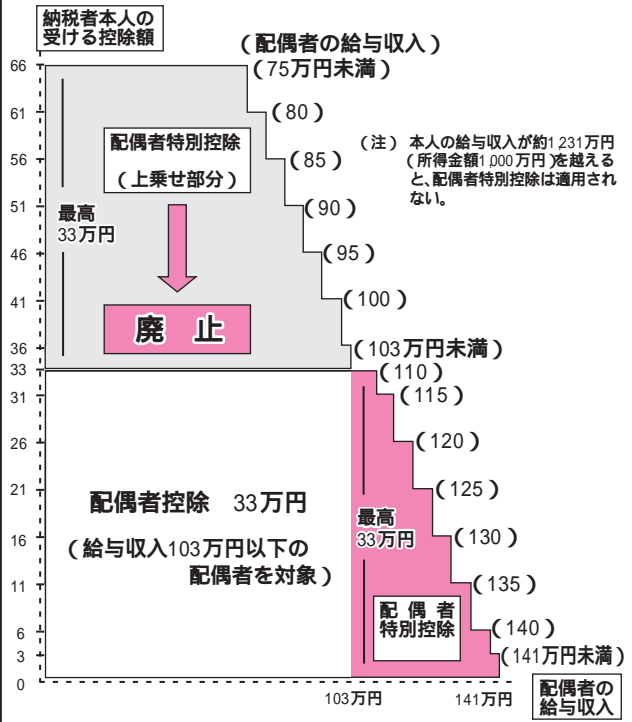 納税者本人の
受ける控除額
(配偶者の給与収入)
66
(75万円未満)
61
(80)
配偶者特別控除
(上乗せ部分)
(注) 本人の給与収入が約1,231万円
(所得金額1,000万円)を越える
と、配偶者特別控除は適用され
ない。
56
(85)
51
(90)
最高
33万円
46
(95)
41
(100)
廃 止
36
(103万円未満)
33
(110)
31
(115)
26
(120)
21
(125)
配偶者控除 33万円
最高
33万円
16
(130)
(給与収入103万円以下の
配偶者を対象)
11
(135)
配 偶 者
特別控除
6
(140)
3
(141万円未満)
0
103万円
141万円
配偶者の
給与収入